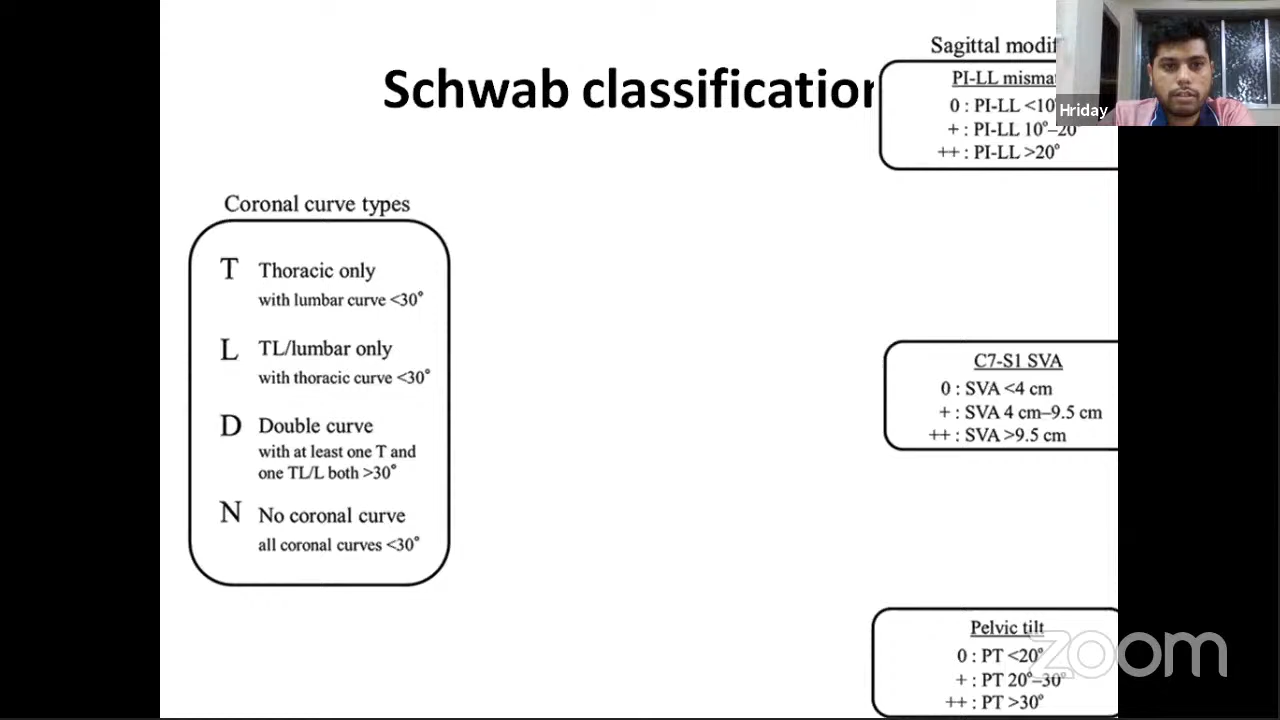 Schwab classification
Coronal curve types
T Thoracic only
with lumbar curve <30°
L TL/lumbar only
with thoracic curve <30°
D Double curve
with at least one T and
one TL/L both >30°
N No coronal curve
all coronal curves <30°
Sagittal
PI-LL
0 : PI-LL <10
+ : PI-LL 10°–20°
++ : PI-LL >20°
C7-S1 SVA
0 : SVA <4 cm
+ : SVA 4 cm–9.5 cm
++ : SVA >9.5 cm
Pelvic tilt
0 : PT <20°
+ : PT 20°–30°
++ : PT >30°
Hriday
zoom